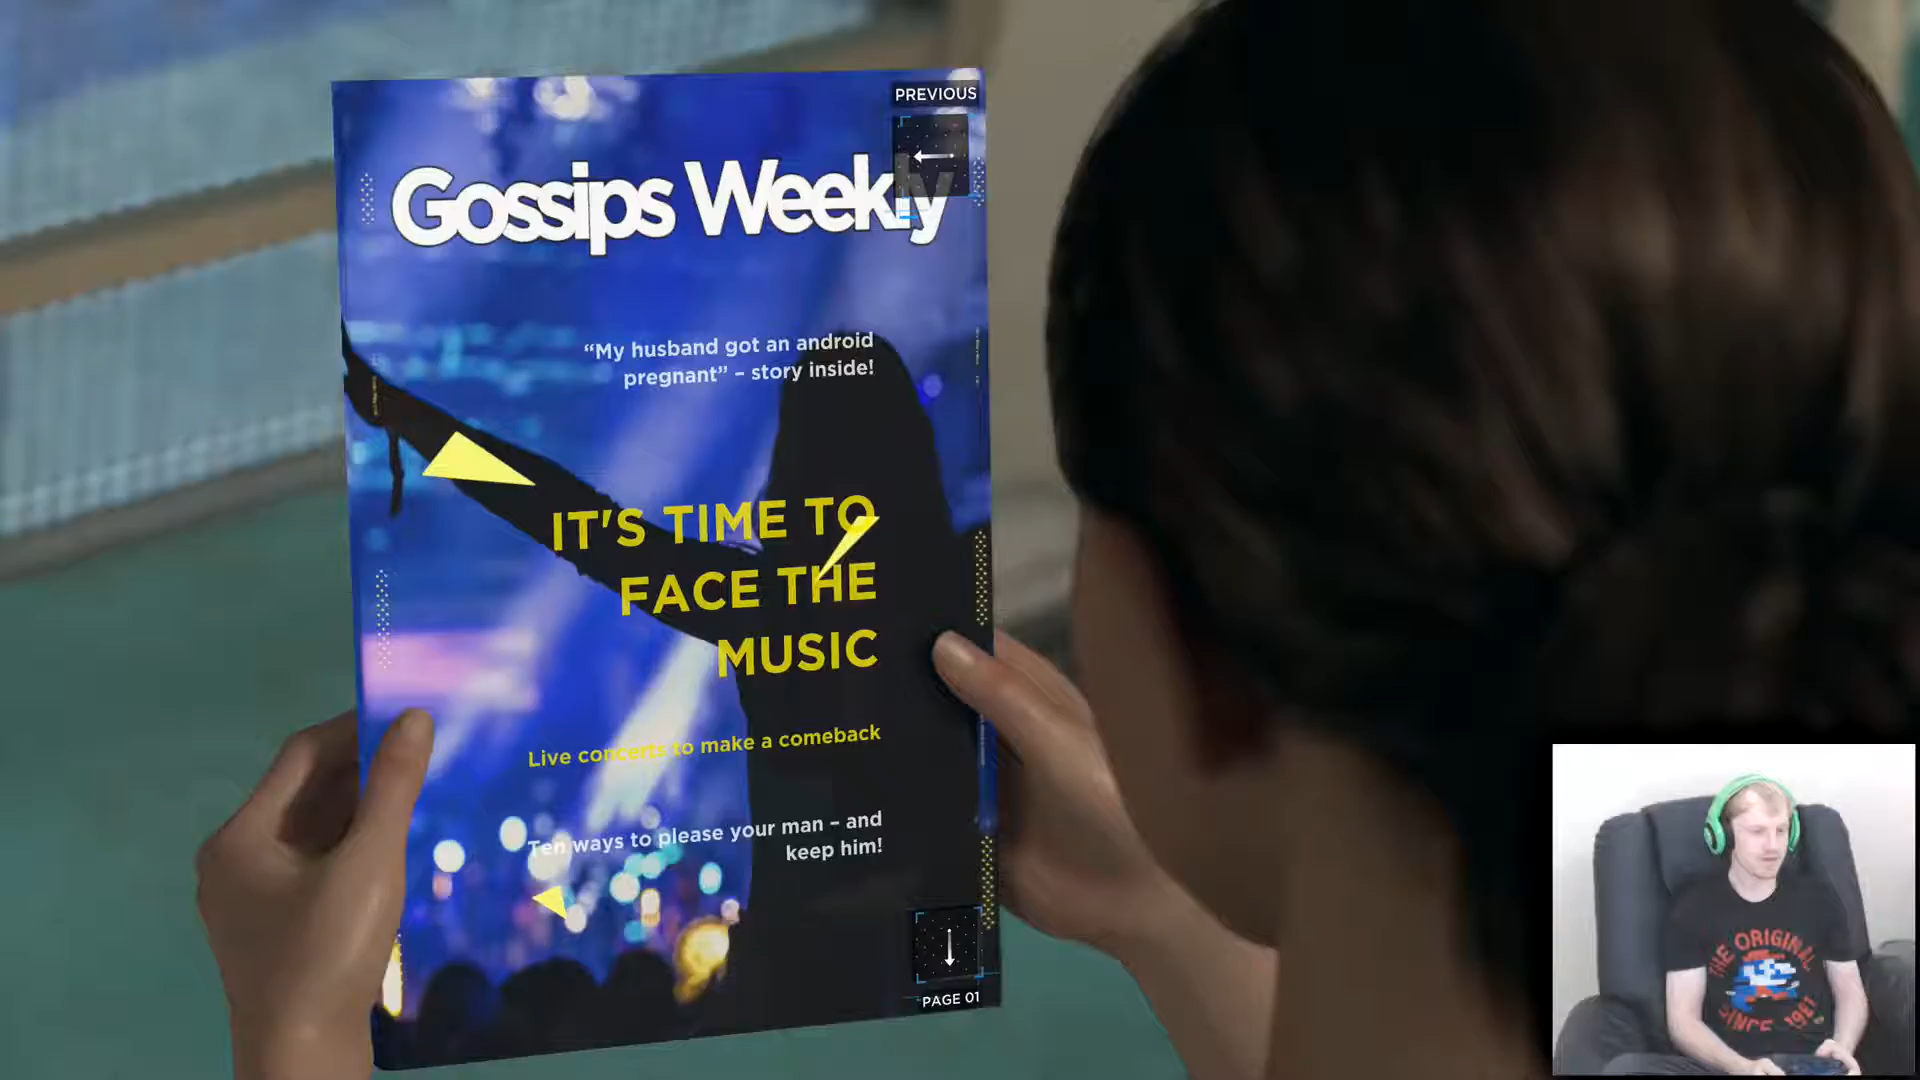 PREVIOUS
Gossips Weekly
“My husband got an android
pregnant” – story inside!
IT'S TIME TO
FACE THE
MUSIC
Live concerts to make a comeback
Ten ways to please your man – and
keep him!
PAGE 01
THE ORIGINAL
SINCE 1981